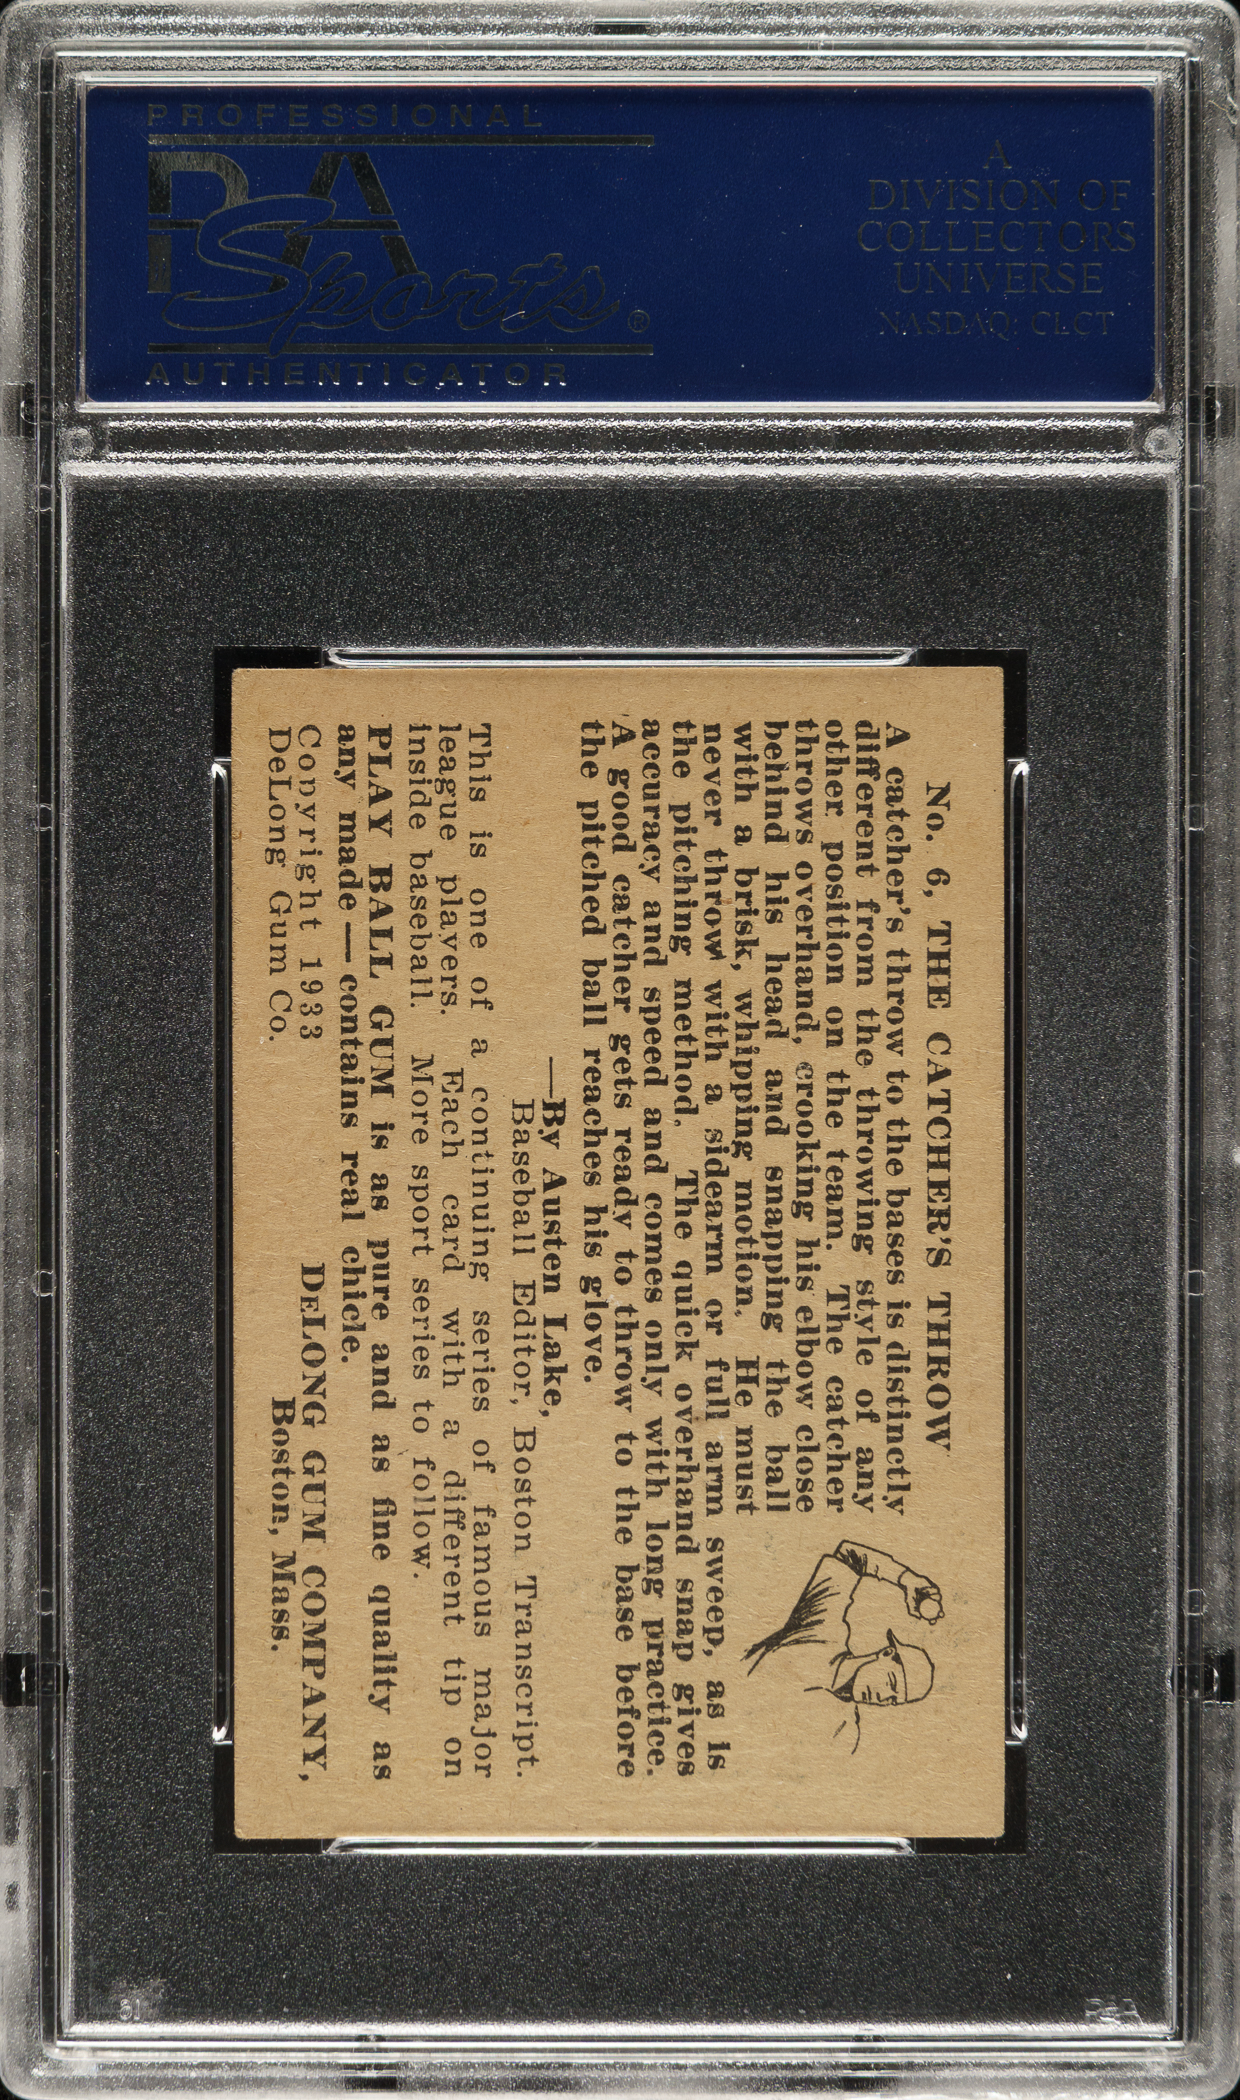 PROFESSIONAL
PSA
Sports®
AUTHENTICATOR
A
DIVISION OF
COLLECTORS
UNIVERSE
NASDAQ: CLCT
No. 6, THE CATCHER'S THROW
A catcher's throw to the bases is distinctly
different from the throwing style of any
other position on the team. The catcher
throws overhand, crooking his elbow close
behind his head and snapping the ball
with a brisk, whipping motion. He must
never throw with a sidearm or full arm sweep, as is
the pitching method. The quick overhand snap gives
accuracy and speed and comes only with long practice.
A good catcher gets ready to throw to the base before
the pitched ball reaches his glove.
—By Austen Lake,
Baseball Editor, Boston Transcript.
This is one of a continuing series of famous major
league players. Each card with a different tip on
inside baseball. More sport series to follow.
PLAY BALL GUM is as pure and as fine quality as
any made—contains real chicle.
DeLONG GUM COMPANY,
Boston, Mass.
Copyright 1933
DeLong Gum Co.
61
PSA